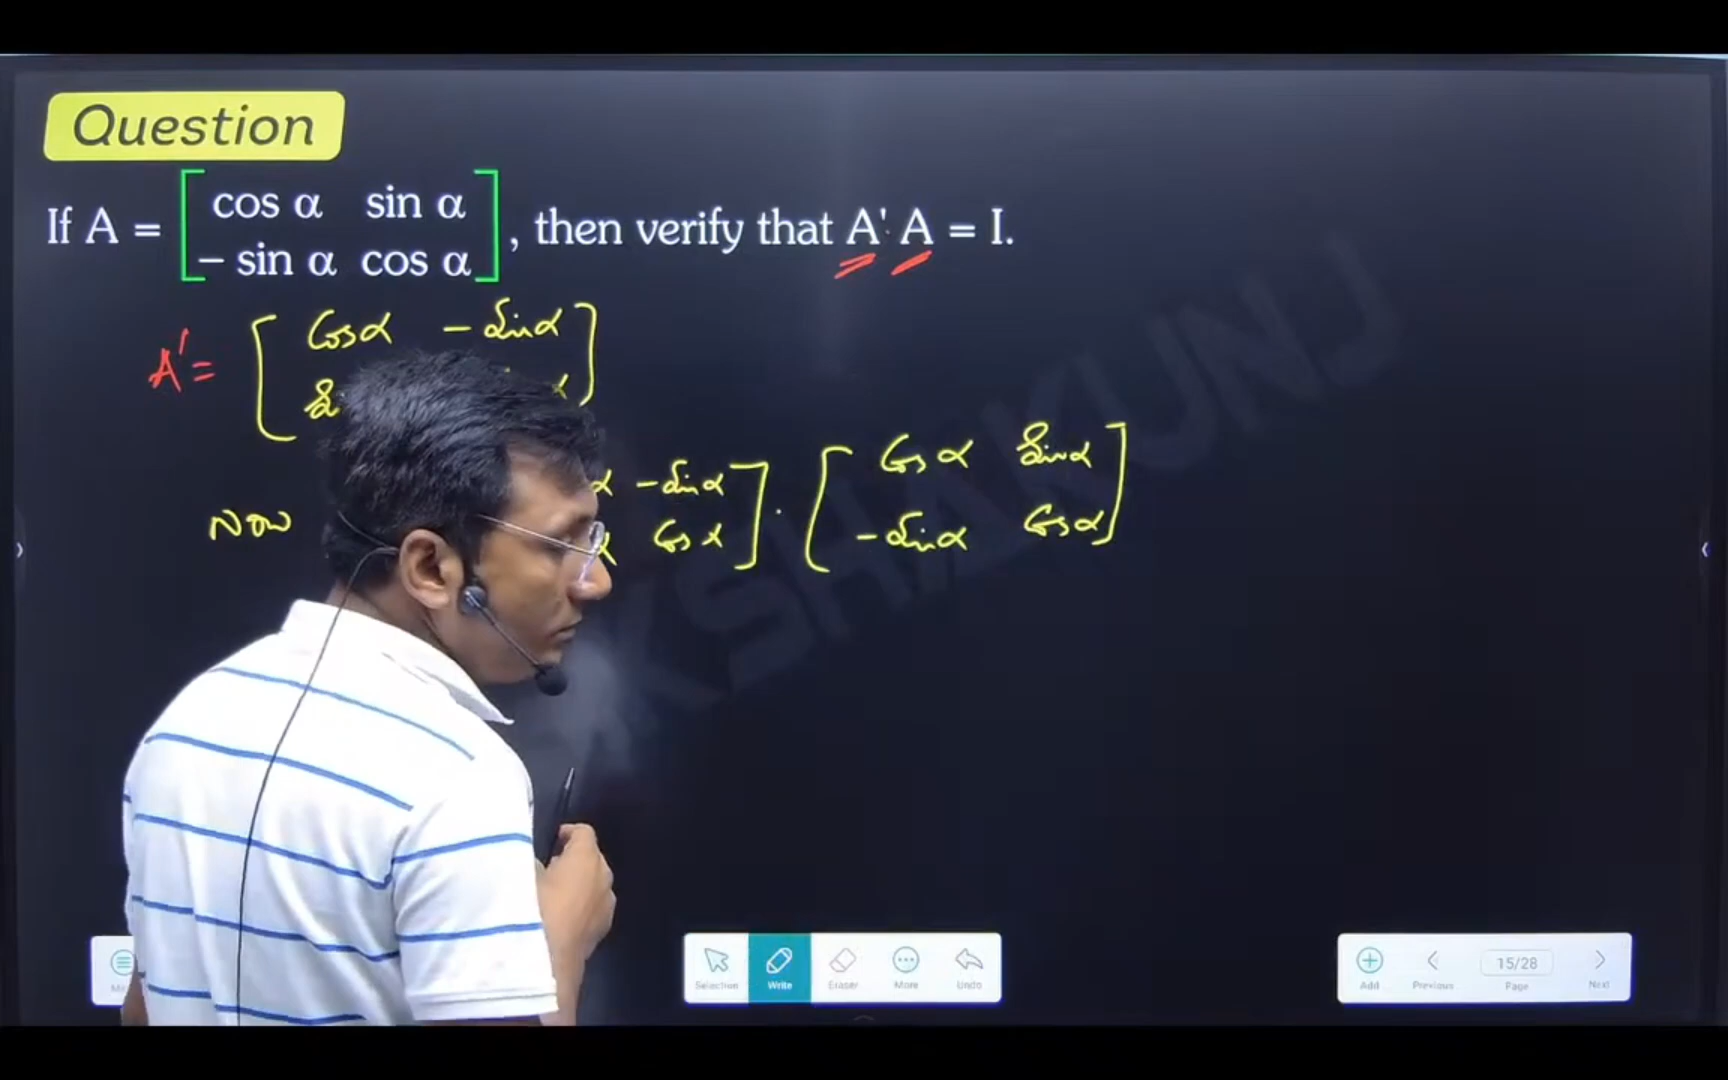 Question
If A = [ cos α sin α
− sin α cos α ] , then verify that A' A = I.
A' = [ Cosα − Sinα
Now α − Sinα ] . [ Cosα Sinα
α Cosα − Sinα Cosα ]
KSHAKUNJ
Selection Write Eraser More Undo
Add Previous 15/28 Page Next